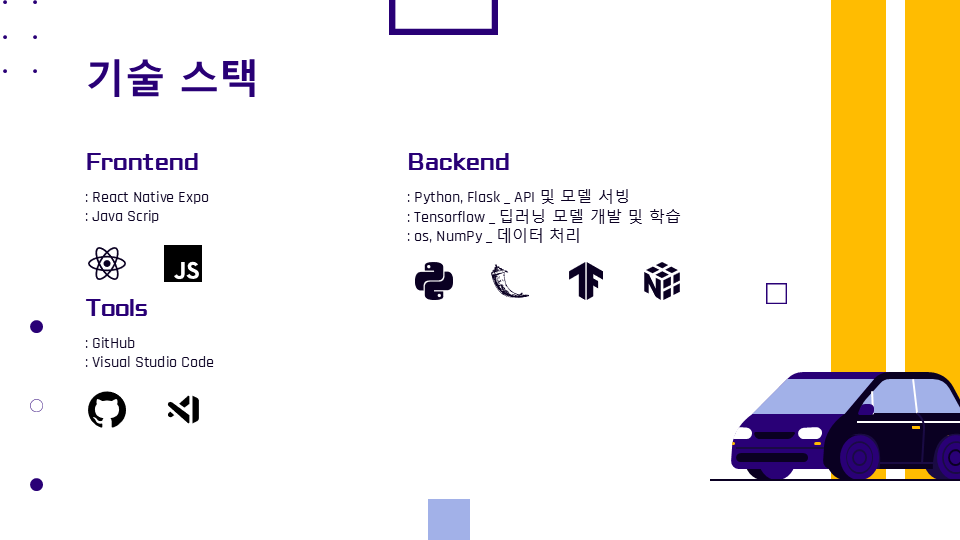 기술 스택
Frontend
: React Native Expo
: Java Scrip
JS
Tools
: GitHub
: Visual Studio Code
Backend
: Python, Flask _ API 및 모델 서빙
: Tensorflow _ 딥러닝 모델 개발 및 학습
: os, NumPy _ 데이터 처리